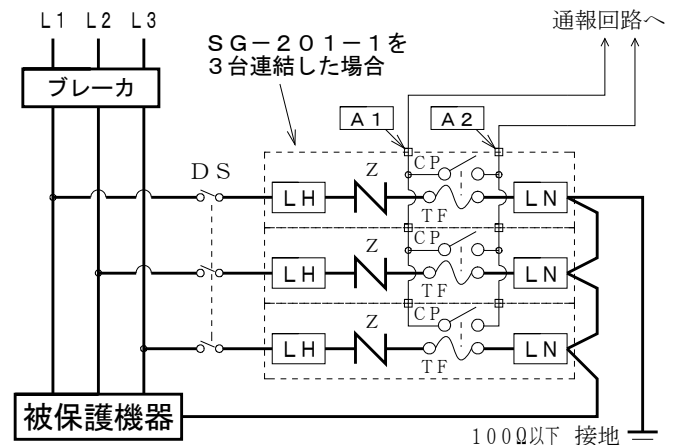 L1 L2 L3
通報回路へ
SG－201－1を
3台連結した場合
ブレーカ
A1
A2
DS
Z
CP
LH
TF
LN
Z
CP
LH
TF
LN
Z
CP
LH
TF
LN
被保護機器
100Ω以下 接地